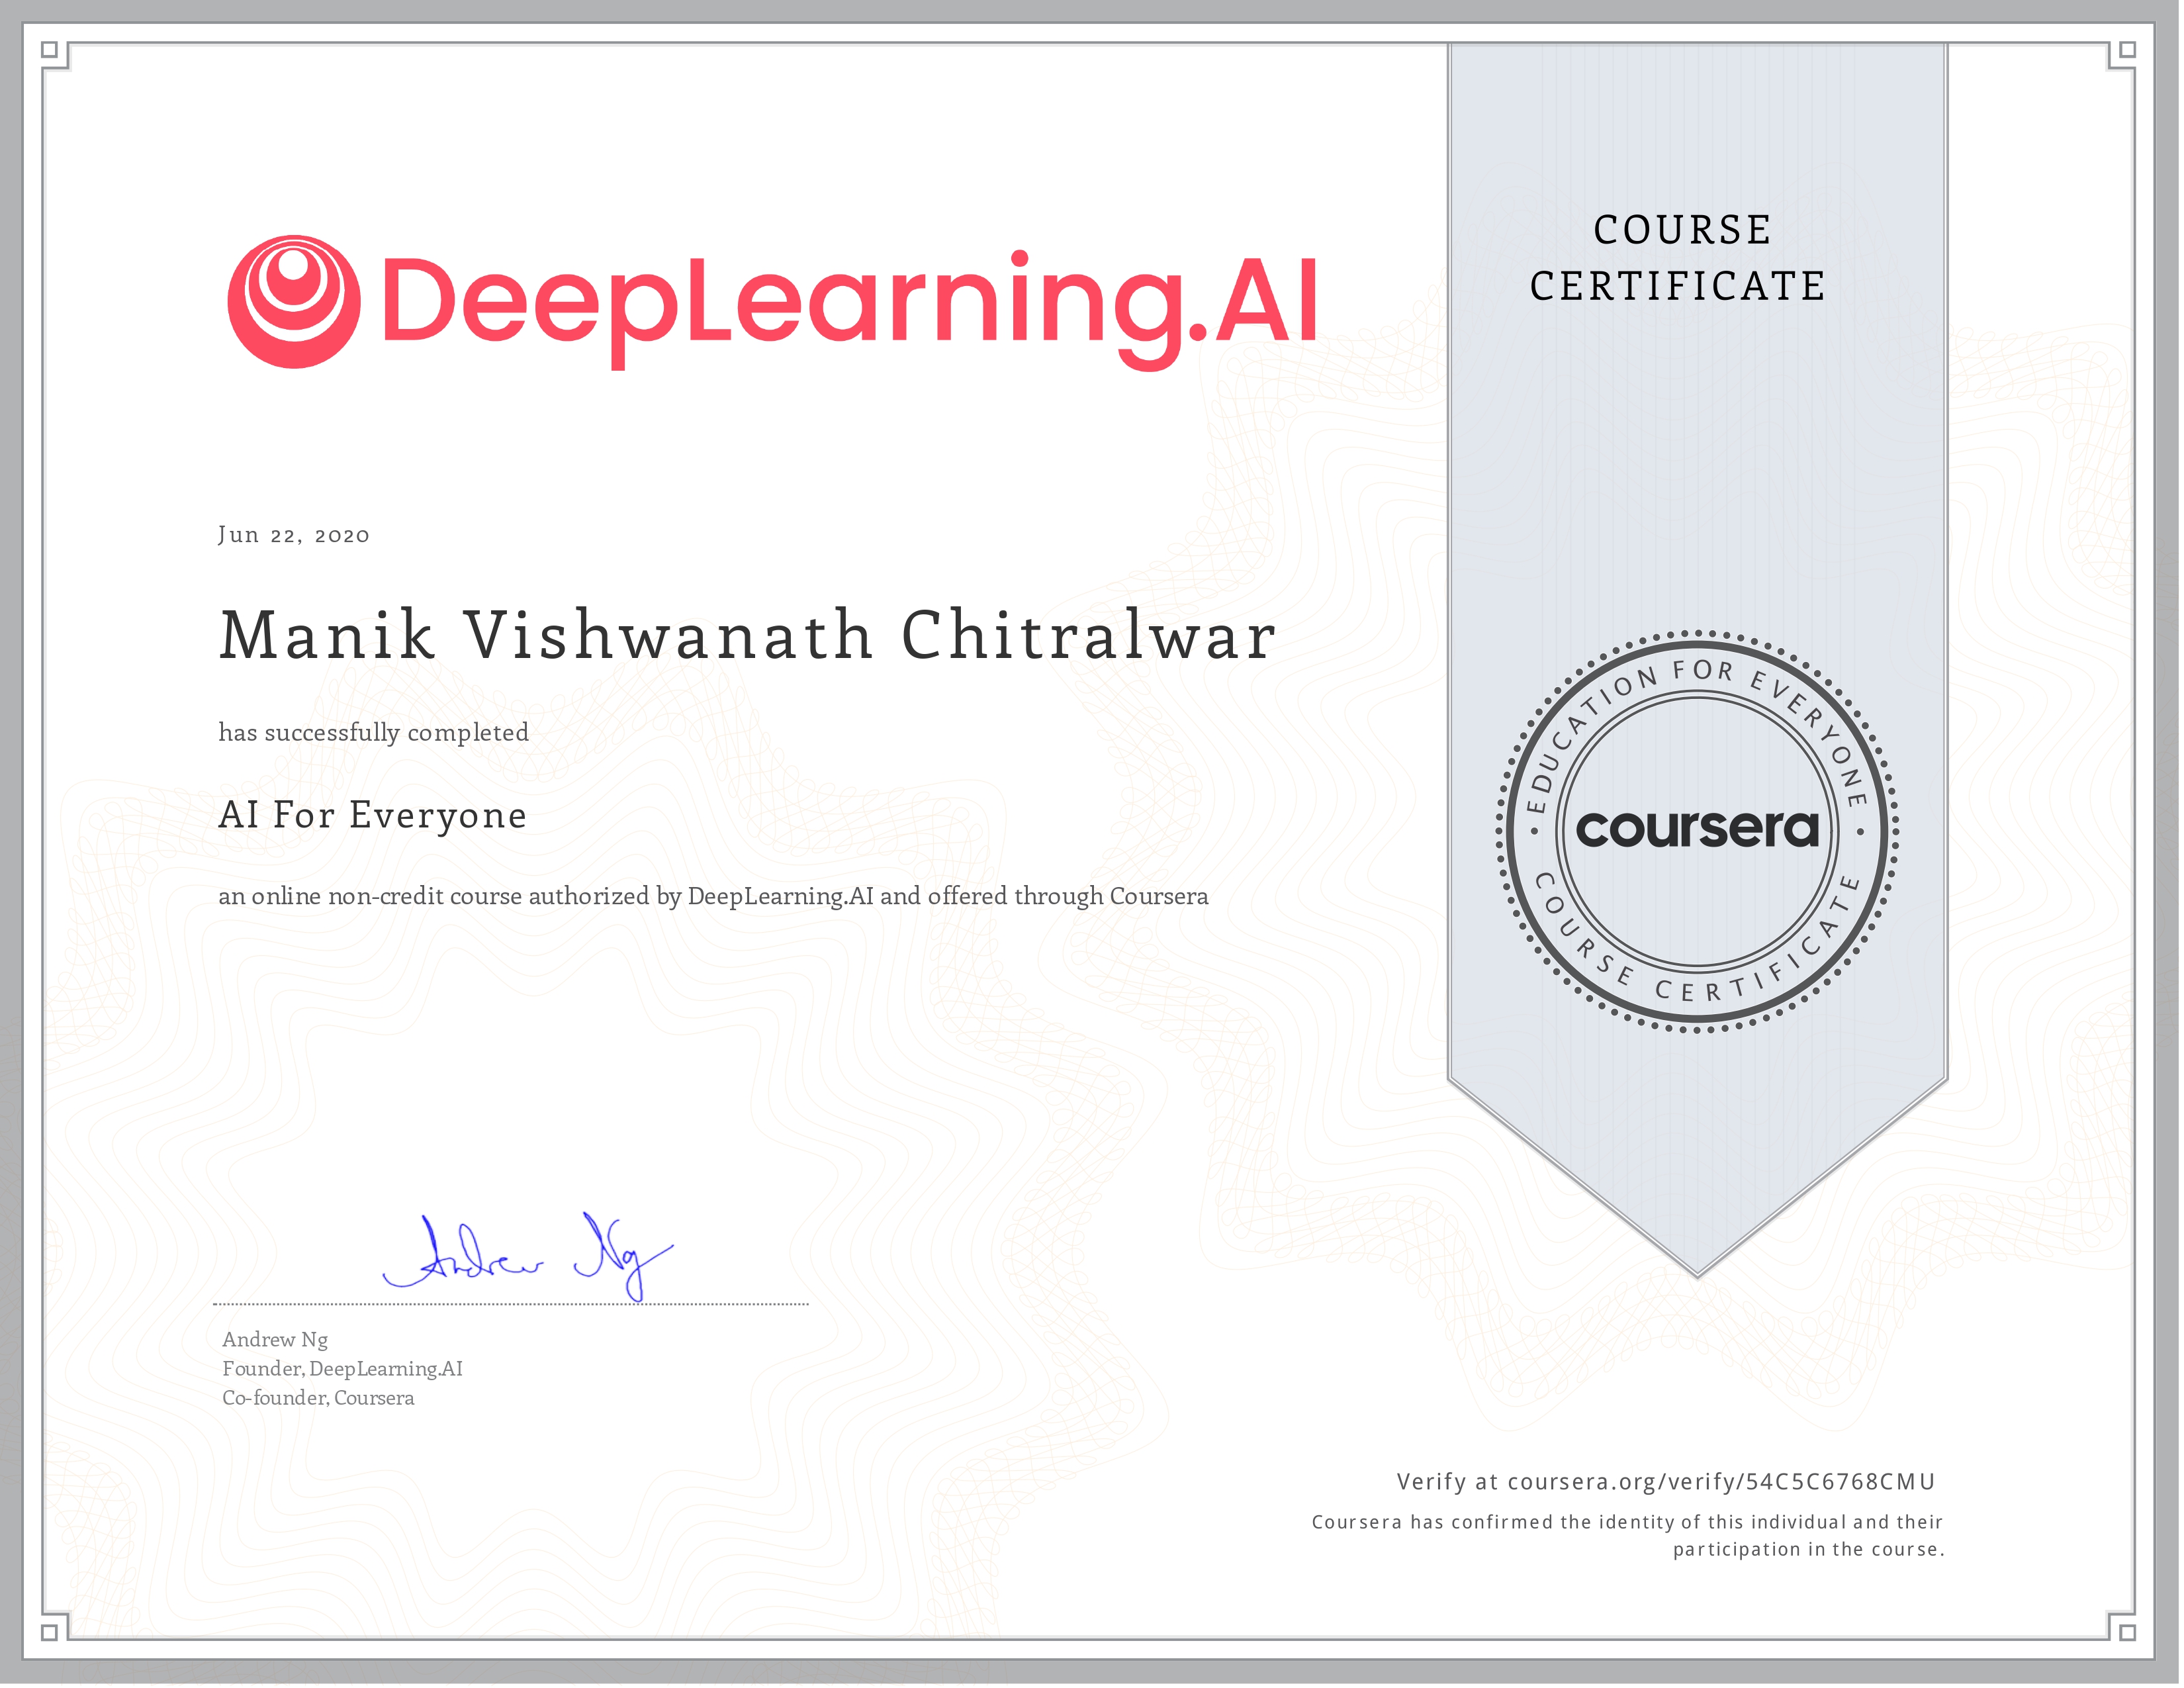 DeepLearning.AI
COURSE
CERTIFICATE
Jun 22, 2020
Manik Vishwanath Chitralwar
has successfully completed
AI For Everyone
an online non-credit course authorized by DeepLearning.AI and offered through Coursera
EDUCATION FOR EVERYONE
coursera
COURSE CERTIFICATE
Andrew Ng
Andrew Ng
Founder, DeepLearning.AI
Co-founder, Coursera
Verify at coursera.org/verify/54C5C6768CMU
Coursera has confirmed the identity of this individual and their
participation in the course.